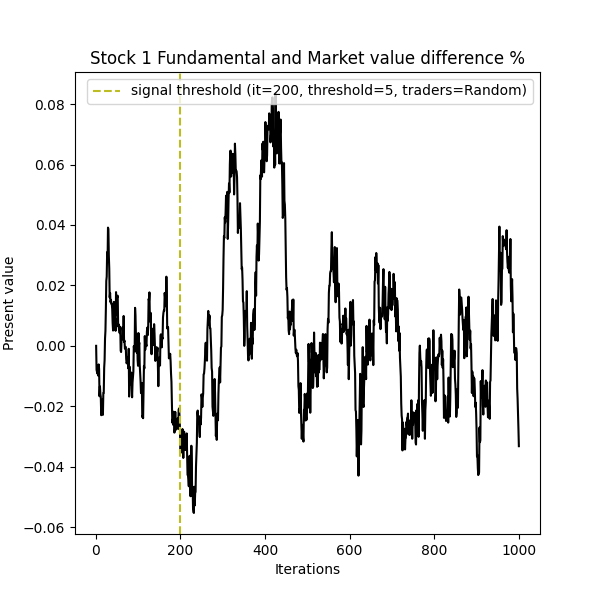 Stock 1 Fundamental and Market value difference %
signal threshold (it=200, threshold=5, traders=Random)
0.08
0.06
0.04
0.02
0.00
−0.02
−0.04
−0.06
Present value
0 200 400 600 800 1000
Iterations